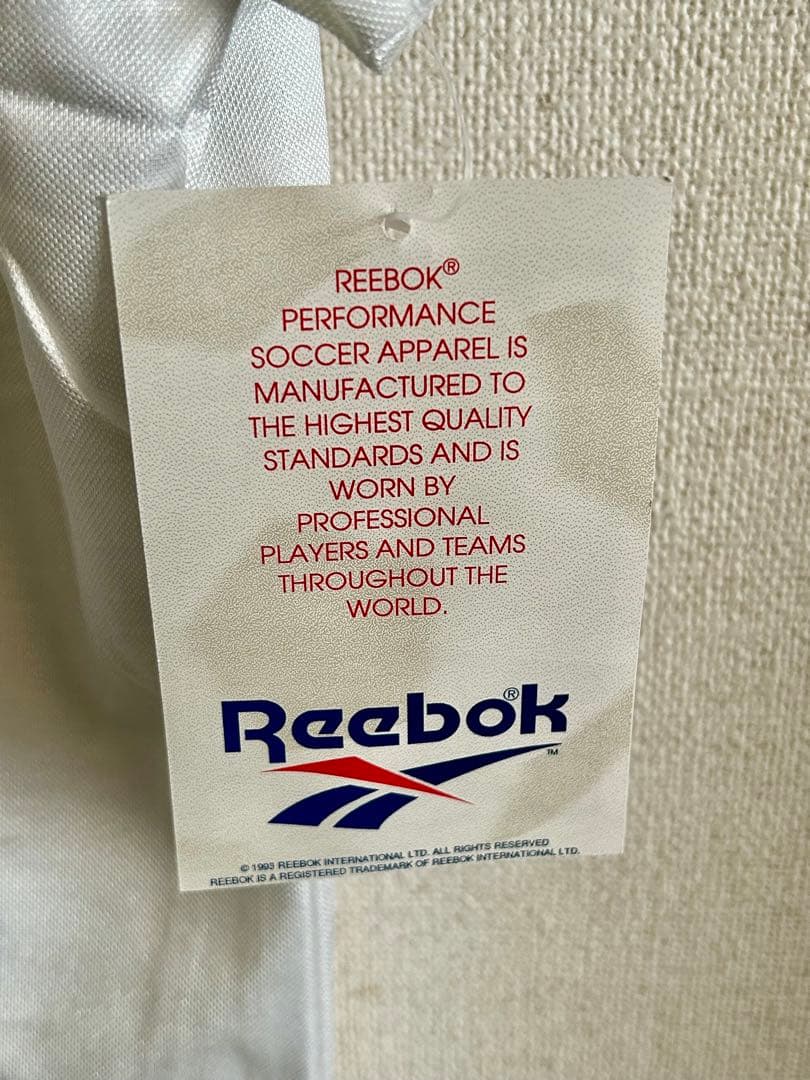 REEBOK®
PERFORMANCE
SOCCER APPAREL IS
MANUFACTURED TO
THE HIGHEST QUALITY
STANDARDS AND IS
WORN BY
PROFESSIONAL
PLAYERS AND TEAMS
THROUGHOUT THE
WORLD.
Reebok®
TM
© 1993 REEBOK INTERNATIONAL LTD. ALL RIGHTS RESERVED
REEBOK IS A REGISTERED TRADEMARK OF REEBOK INTERNATIONAL LTD.